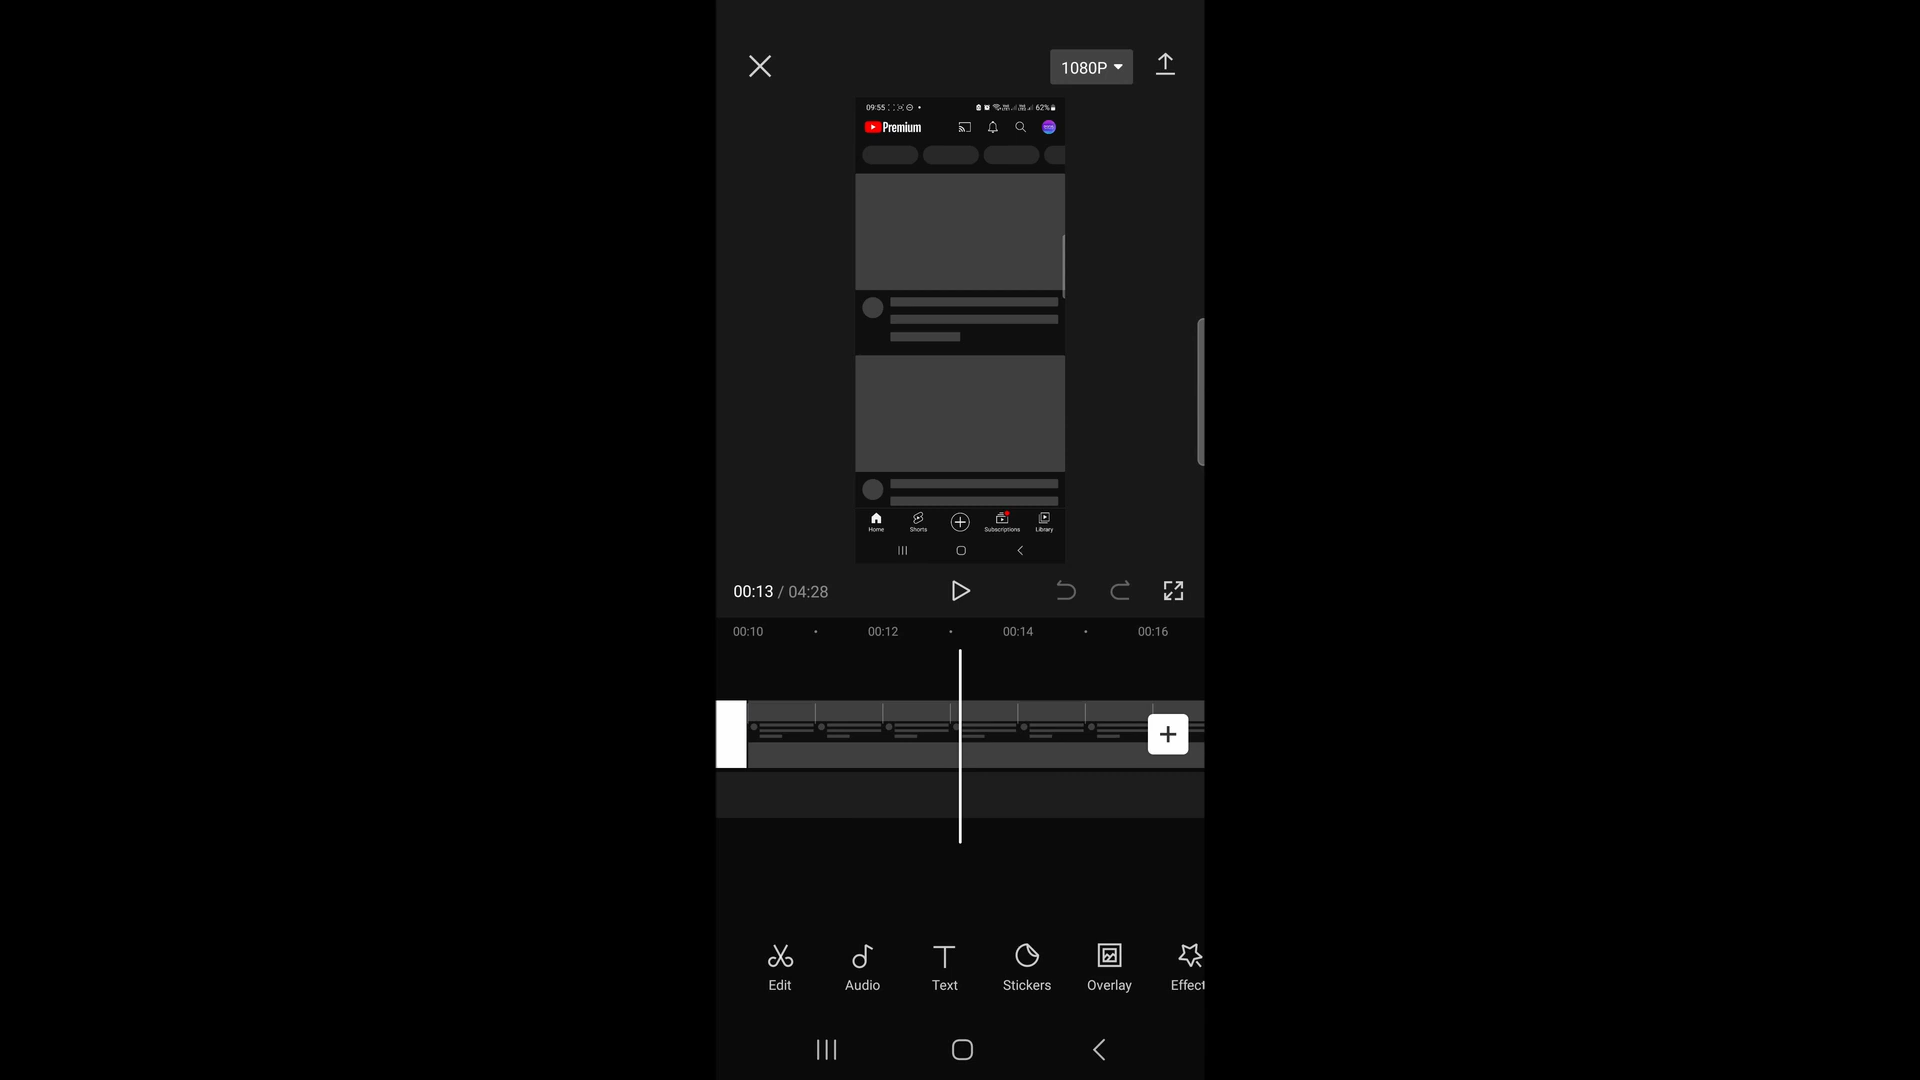 1080P
09:55 62%
Premium
Home Shorts Subscriptions Library
00:13 / 04:28
00:10 00:12 00:14 00:16
Edit Audio Text Stickers Overlay Effect